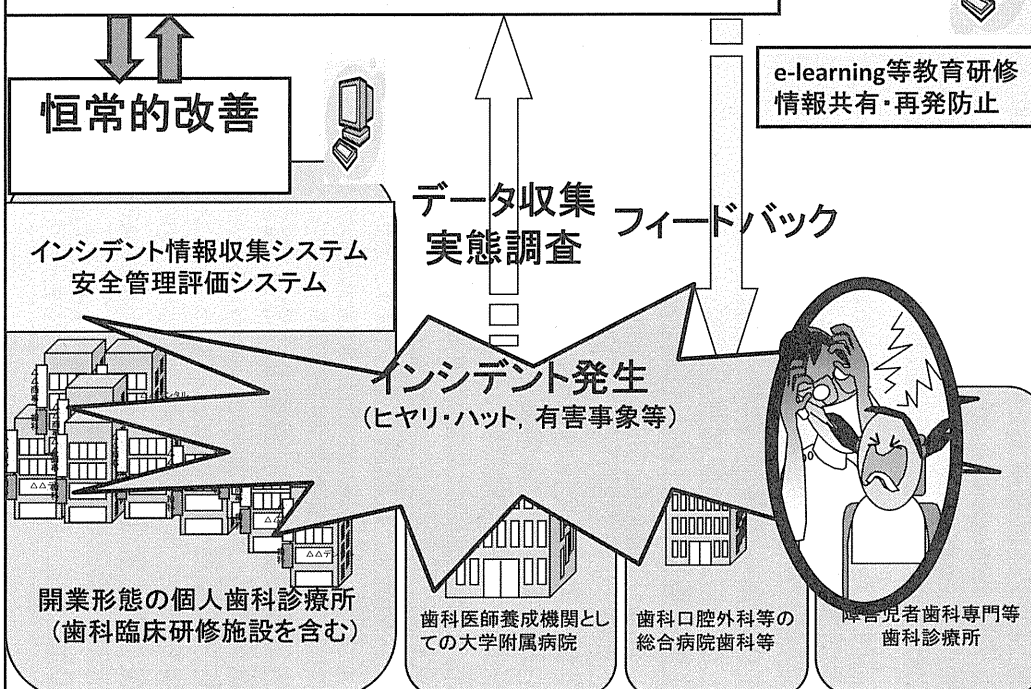 e-learning等教育研修
情報共有・再発防止
恒常的改善
データ収集
実態調査
フィードバック
インシデント情報収集システム
安全管理評価システム
インシデント発生
(ヒヤリ・ハット,有害事象等)
開業形態の個人歯科診療所
(歯科臨床研修施設を含む)
歯科医師養成機関とし
ての大学附属病院
歯科口腔外科等の
総合病院歯科等
障害児者歯科専門等
歯科診療所